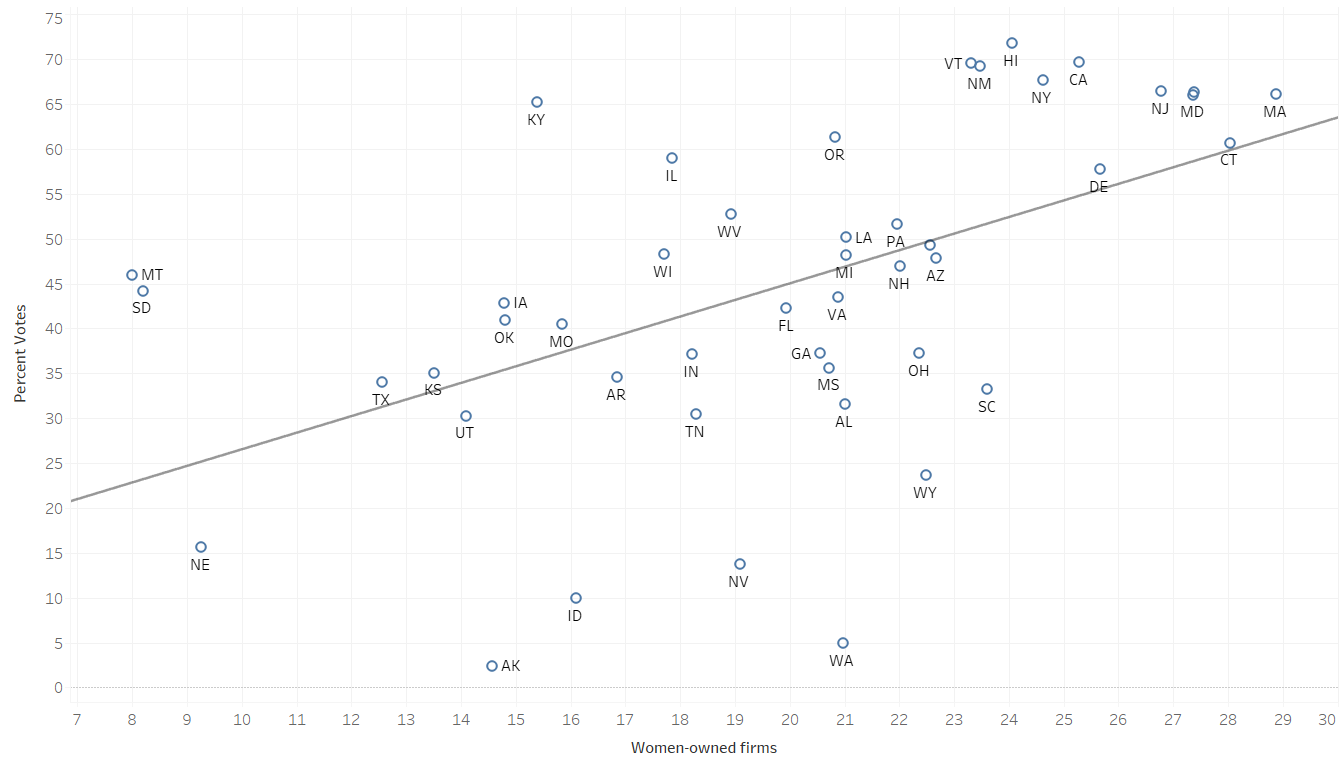 75
70
65
60
55
50
45
40
35
30
25
20
15
10
5
0
Percent Votes
HI
VT
NM
CA
NY
KY
NJ
MD
MA
OR
CT
IL
DE
WV
LA
PA
WI
MI
NH
AZ
MT
SD
IA
OK
MO
FL
VA
IN
GA
MS
OH
TX
KS
AR
SC
UT
TN
AL
WY
NE
NV
ID
WA
AK
7 8 9 10 11 12 13 14 15 16 17 18 19 20 21 22 23 24 25 26 27 28 29 30
Women-owned firms